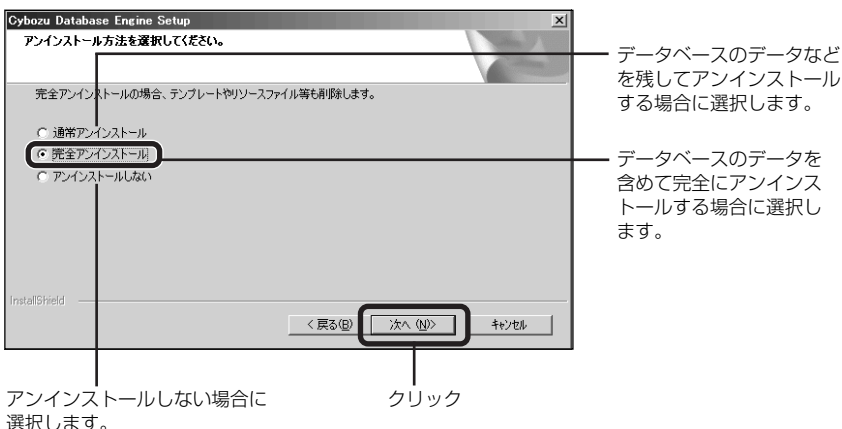 Cybozu Database Engine Setup
アンインストール方法を選択してください。
完全アンインストールの場合、テンプレートやリソースファイル等も削除します。
通常アンインストール
完全アンインストール
アンインストールしない
InstallShield
< 戻る(B)
次へ (N)>
キャンセル
データベースのデータなど
を残してアンインストール
する場合に選択します。
データベースのデータを
含めて完全にアンインス
トールする場合に選択し
ます。
アンインストールしない場合に
選択します。
クリック